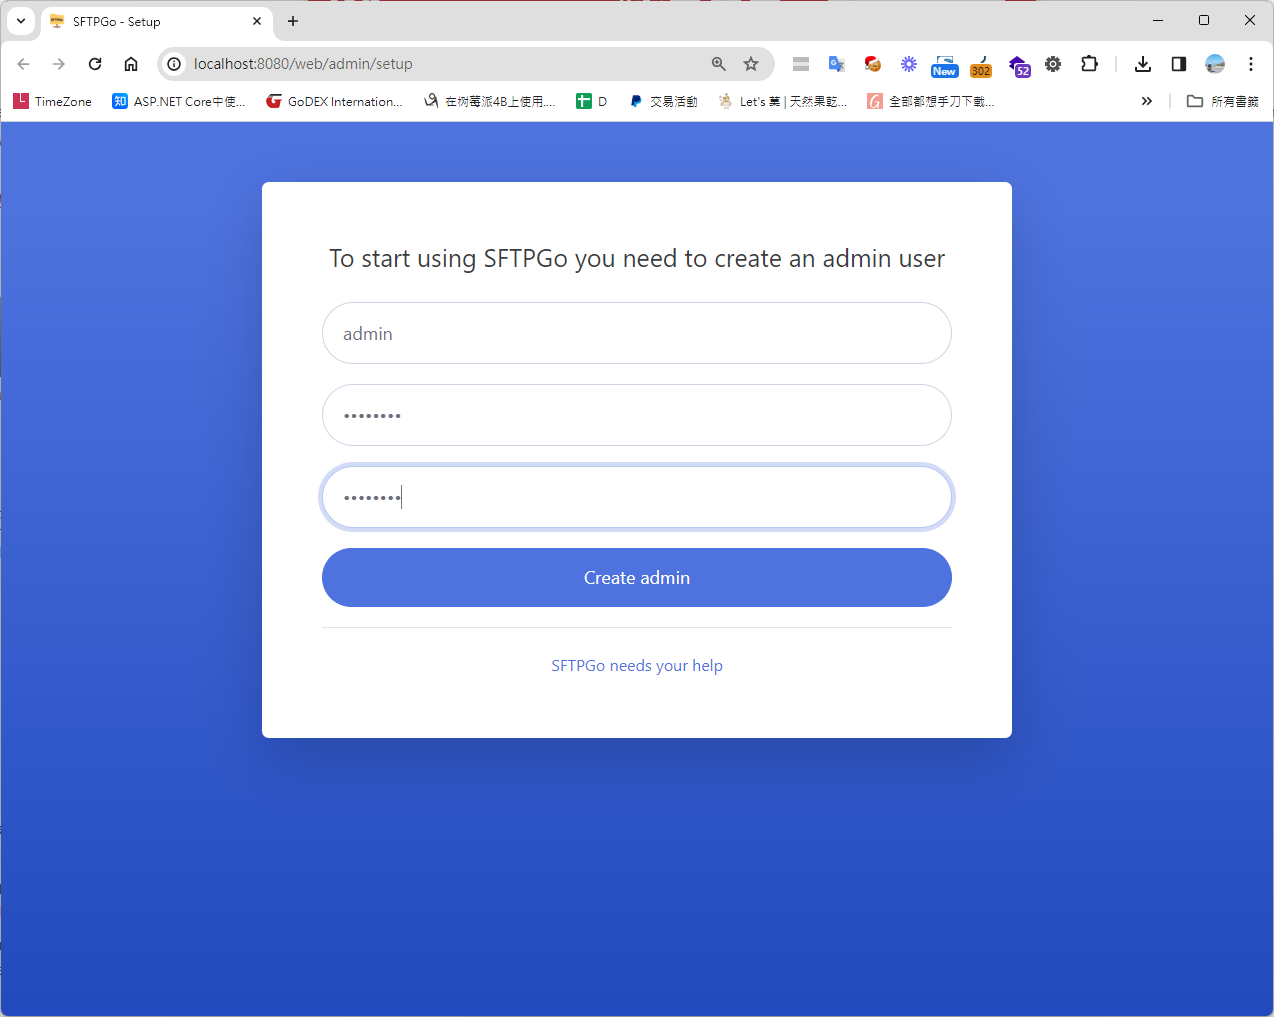 SFTPGo - Setup
localhost:8080/web/admin/setup
New
302
52
TimeZone
知 ASP.NET Core中使...
GoDEX Internation...
在树莓派4B上使用....
D
交易活動
Let's 菓 | 天然果乾...
全部都想手刀下載...
所有書籤
To start using SFTPGo you need to create an admin user
admin
••••••••
••••••••
Create admin
SFTPGo needs your help